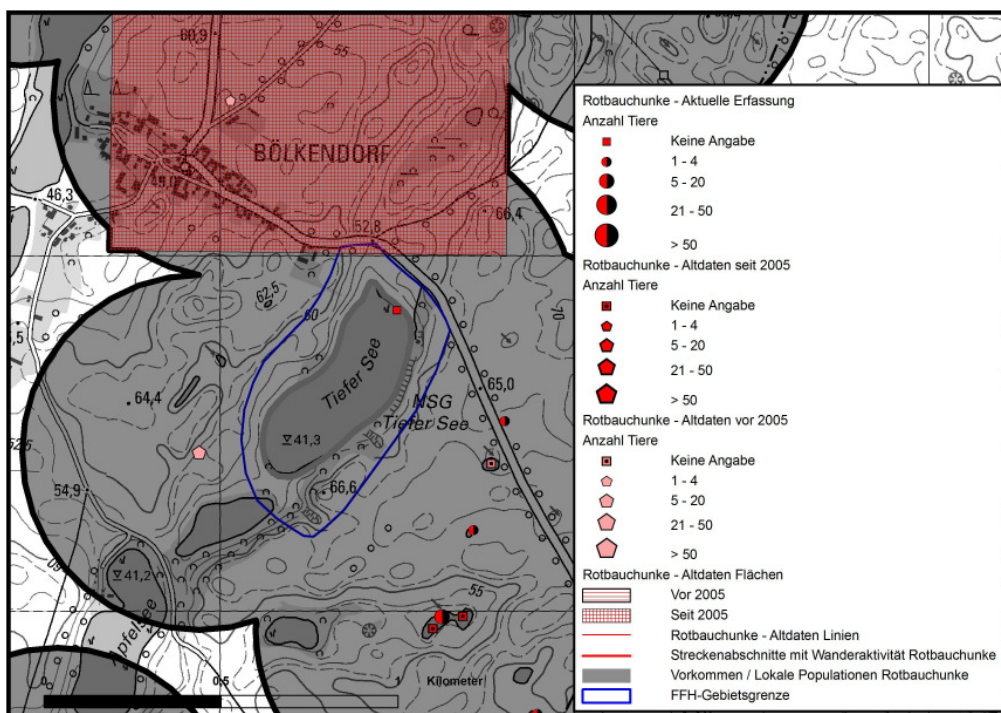 60,9
55
BÖLKENDORF
46,3
52,8
66,4
62,5
60
70
Tiefer See
64,4
65,0
NSG
Tiefer See
41,3
52,5
54,9
66,6
41,2
55
0
0,5
1
Kilometer
Rotbauchunke - Aktuelle Erfassung
Anzahl Tiere
Keine Angabe
1 - 4
5 - 20
21 - 50
> 50
Rotbauchunke - Altdaten seit 2005
Anzahl Tiere
Keine Angabe
1 - 4
5 - 20
21 - 50
> 50
Rotbauchunke - Altdaten vor 2005
Anzahl Tiere
Keine Angabe
1 - 4
5 - 20
21 - 50
> 50
Rotbauchunke - Altdaten Flächen
Vor 2005
Seit 2005
Rotbauchunke - Altdaten Linien
Streckenabschnitte mit Wanderaktivität Rotbauchunke
Vorkommen / Lokale Populationen Rotbauchunke
FFH-Gebietsgrenze